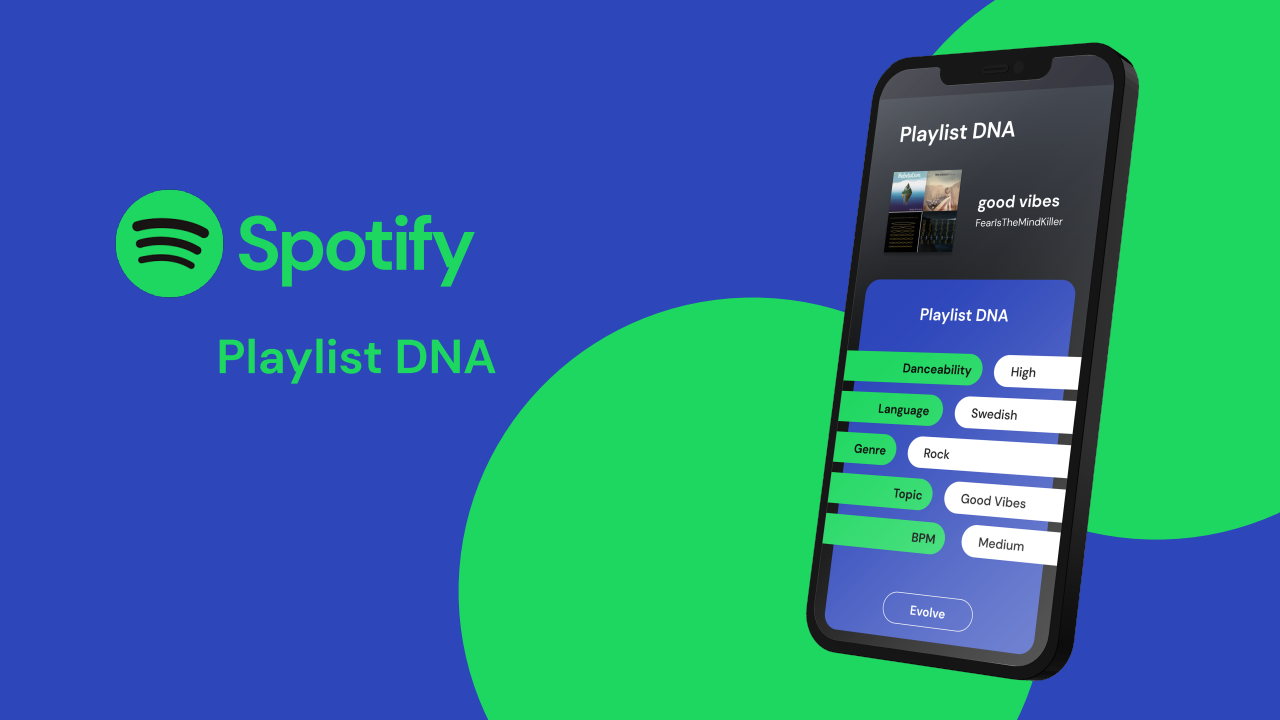 Spotify
Playlist DNA
Playlist DNA
good vibes
FearIsTheMindKiller
Playlist DNA
Danceability High
Language Swedish
Genre Rock
Topic Good Vibes
BPM Medium
Evolve